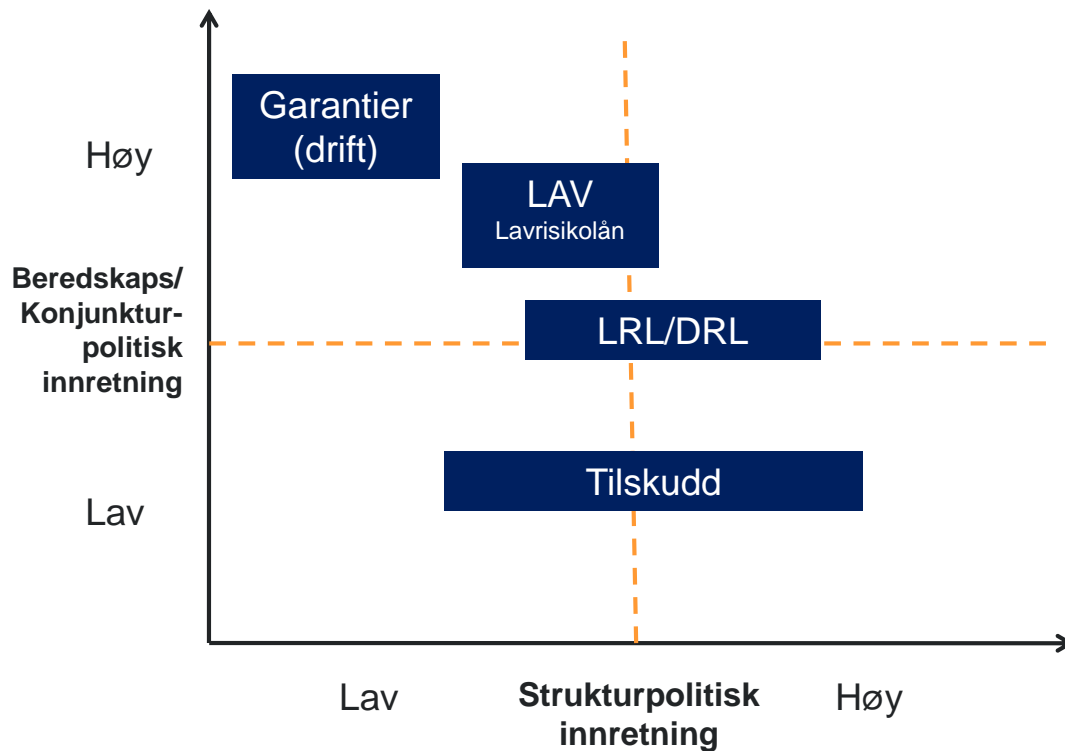 Garantier
(drift)
Høy
LAV
Lavrisikolån
Beredskaps/
Konjunktur-
politisk
innretning
LRL/DRL
Tilskudd
Lav
Lav
Strukturpolitisk
innretning
Høy